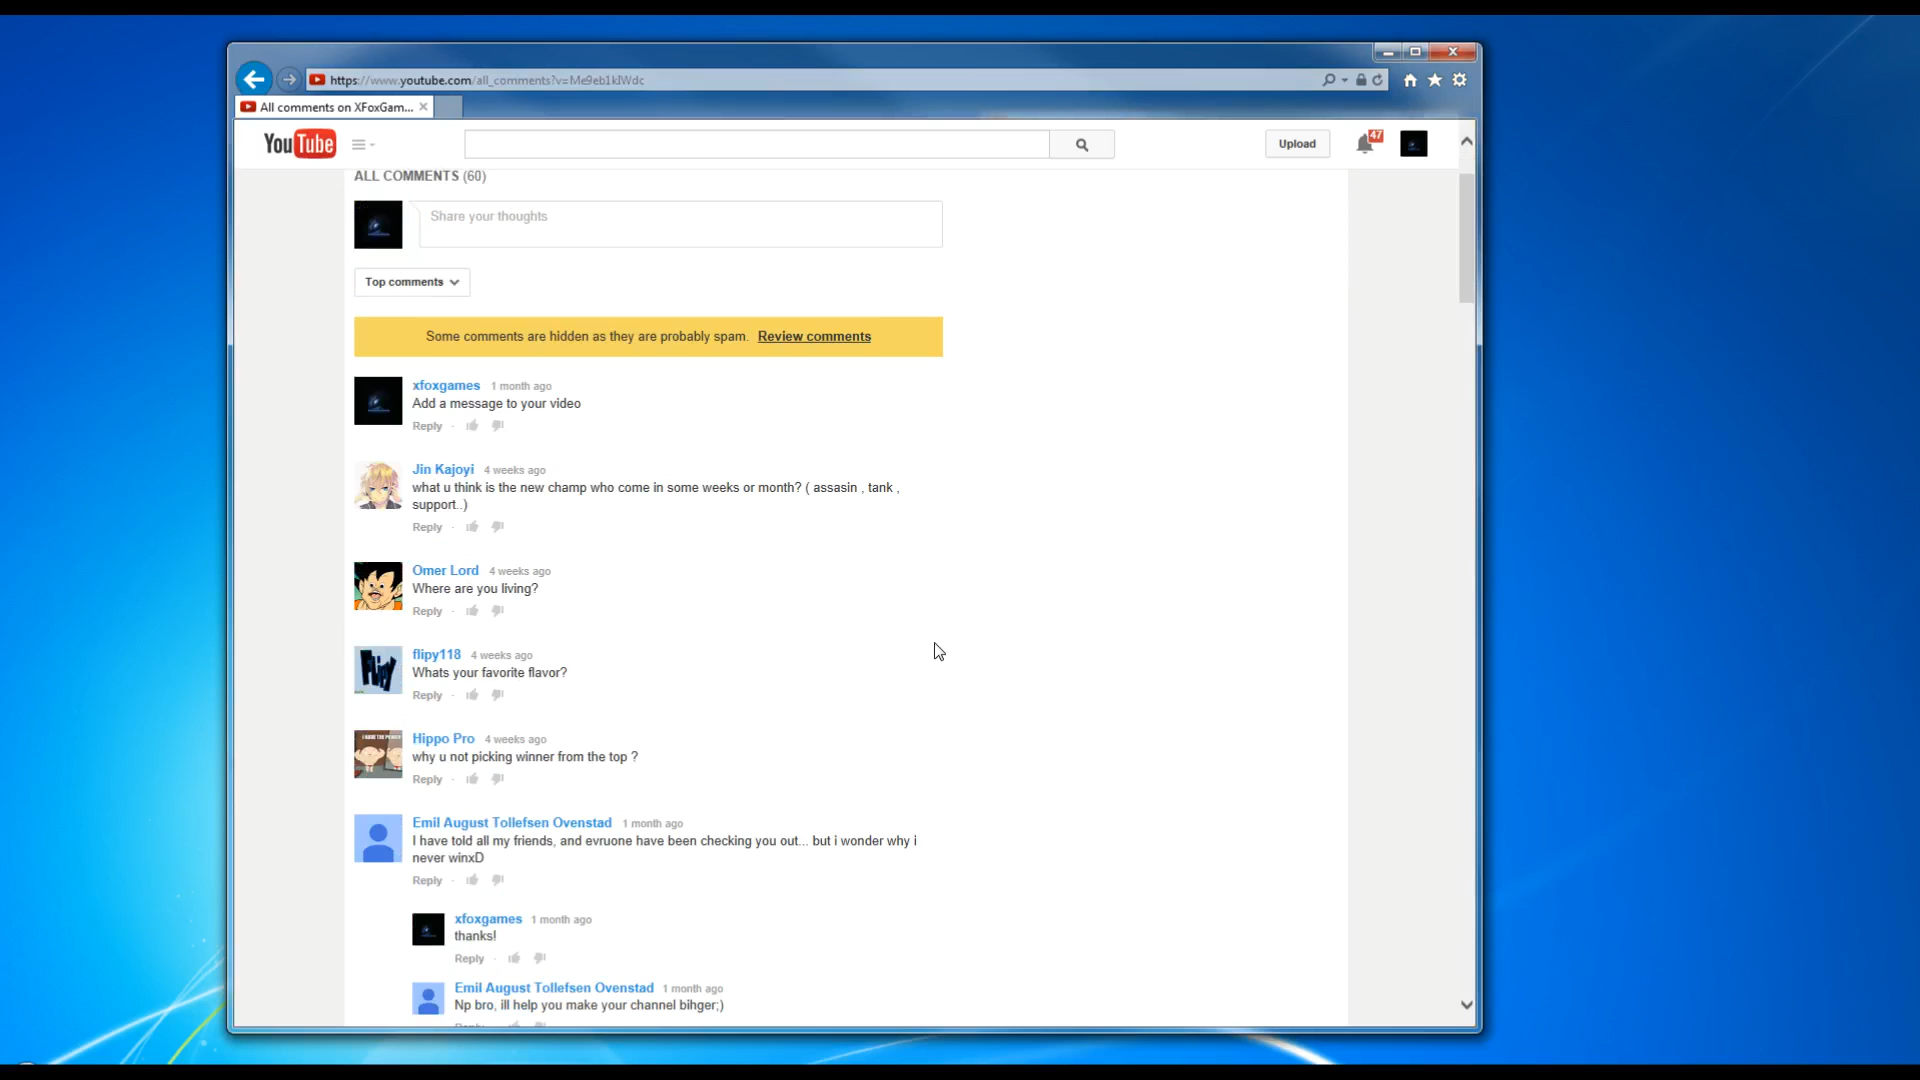 https://www.youtube.com/all_comments?v=Me9eb1kIWdc
All comments on XFoxGam...
YouTube
Upload
47
ALL COMMENTS (60)
Share your thoughts
Top comments
Some comments are hidden as they are probably spam. Review comments
xfoxgames 1 month ago
Add a message to your video
Reply
Jin Kajoyi 4 weeks ago
what u think is the new champ who come in some weeks or month? ( assasin , tank ,
support..)
Reply
Omer Lord 4 weeks ago
Where are you living?
Reply
flipy118 4 weeks ago
Whats your favorite flavor?
Reply
Hippo Pro 4 weeks ago
why u not picking winner from the top ?
Reply
Emil August Tollefsen Ovenstad 1 month ago
I have told all my friends, and evruone have been checking you out... but i wonder why i
never winxD
Reply
xfoxgames 1 month ago
thanks!
Reply
Emil August Tollefsen Ovenstad 1 month ago
Np bro, ill help you make your channel bihger;)